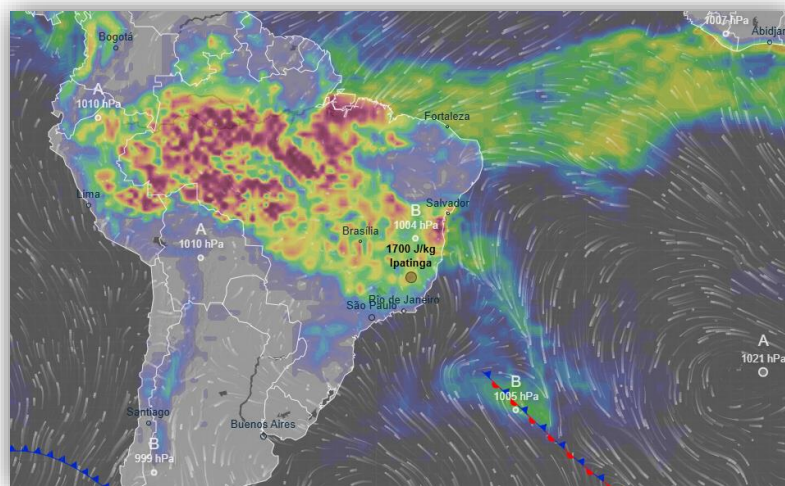 1007 hPa
Abidjan
Bogotá
A
1010 hPa
Fortaleza
Lima
Salvador
B
1004 hPa
A
1010 hPa
Brasília
1700 J/kg
Ipatinga
Rio de Janeiro
São Paulo
A
1021 hPa
B
1005 hPa
Santiago
Buenos Aires
B
999 hPa